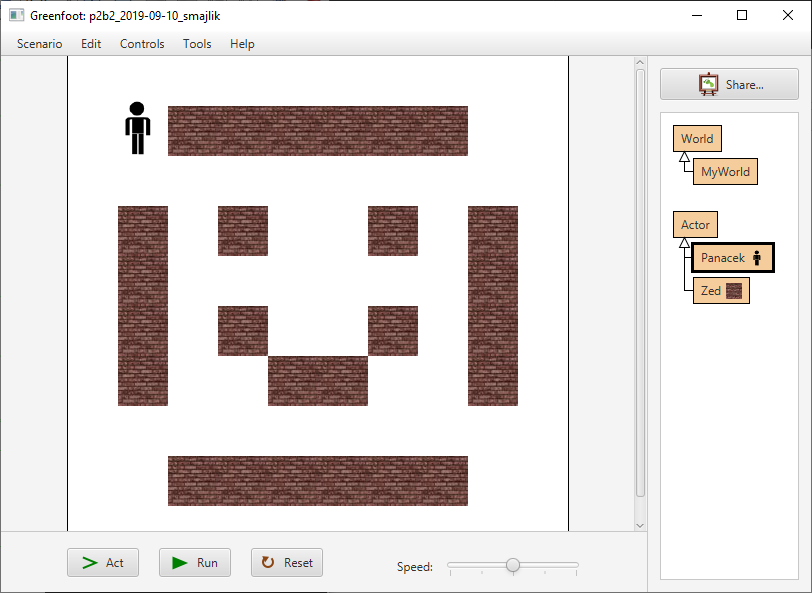 Greenfoot: p2b2_2019-09-10_smajlik
Scenario Edit Controls Tools Help
Share...
World
MyWorld
Actor
Panacek
Zed
Act Run Reset Speed: